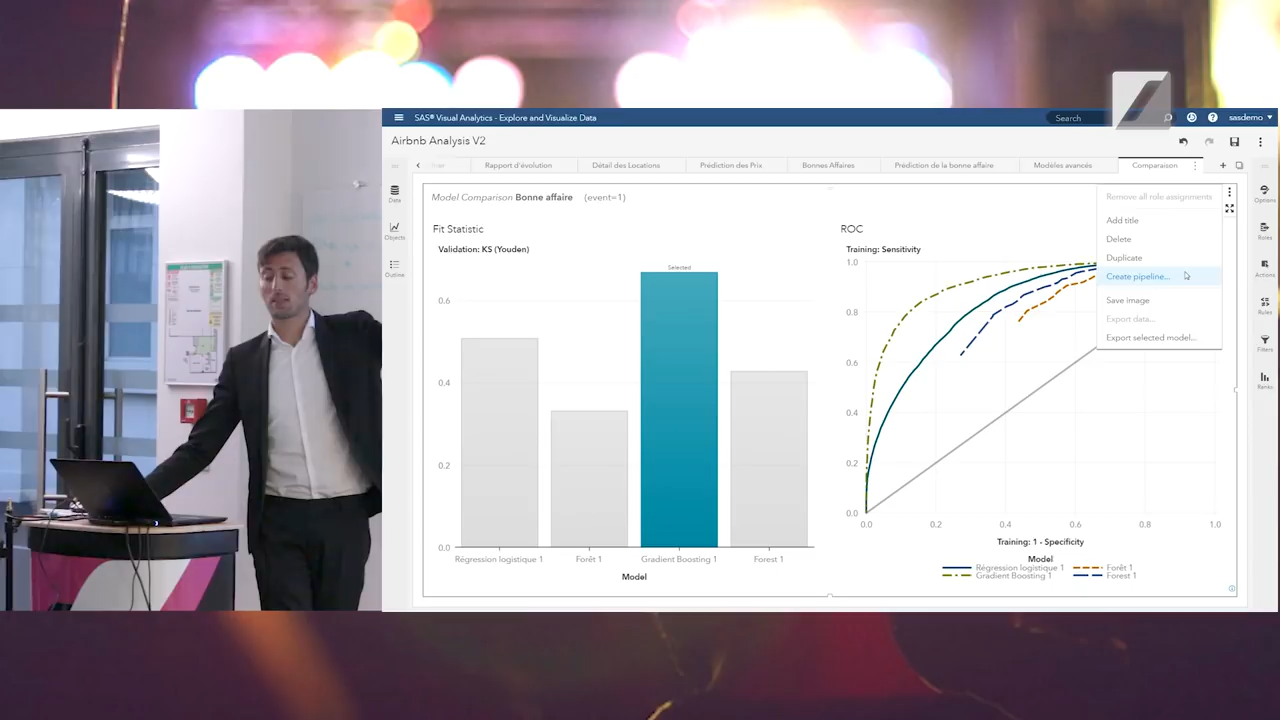 SAS® Visual Analytics - Explore and Visualize Data
Search
sasdemo
Airbnb Analysis V2
Rapport d'évolution
Détail des Locations
Prédiction des Prix
Bonnes Affaires
Prédiction de la bonne affaire
Modèles avancés
Comparaison
Data
Objects
Outline
Model Comparison Bonne affaire (event=1)
Fit Statistic
Validation: KS (Youden)
Selected
0.6
0.4
0.2
0.0
Régression logistique 1
Forêt 1
Gradient Boosting 1
Forest 1
Model
ROC
Training: Sensitivity
1.0
0.8
0.6
0.4
0.2
0.0
0.0
0.2
0.4
0.6
0.8
1.0
Training: 1 - Specificity
Model
Régression logistique 1
Forêt 1
Gradient Boosting 1
Forest 1
Remove all role assignments
Add title
Delete
Duplicate
Create pipeline...
Save image
Export data...
Export selected model...
Options
Roles
Actions
Rules
Filters
Ranks